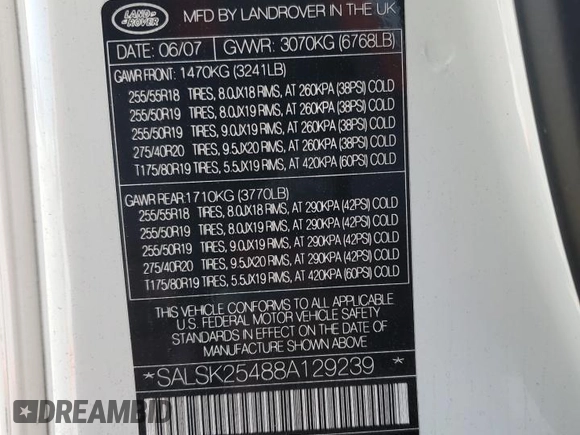 LAND
ROVER
MFD BY LANDROVER IN THE UK
DATE: 06/07 GVWR: 3070KG (6768LB)
GAWR FRONT: 1470KG (3241LB)
255/55R18 TIRES, 8.0JX18 RIMS, AT 260KPA (38PSI) COLD
255/50R19 TIRES, 8.0JX19 RIMS, AT 260KPA (38PSI) COLD
255/50R19 TIRES, 9.0JX19 RIMS, AT 260KPA (38PSI) COLD
275/40R20 TIRES, 9.5JX20 RIMS, AT 260KPA (38PSI) COLD
T175/80R19 TIRES, 5.5JX19 RIMS, AT 420KPA (60PSI) COLD
GAWR REAR: 1710KG (3770LB)
255/55R18 TIRES, 8.0JX18 RIMS, AT 290KPA (42PSI) COLD
255/50R19 TIRES, 8.0JX19 RIMS, AT 290KPA (42PSI) COLD
255/50R19 TIRES, 9.0JX19 RIMS, AT 290KPA (42PSI) COLD
275/40R20 TIRES, 9.5JX20 RIMS, AT 290KPA (42PSI) COLD
T175/80R19 TIRES, 5.5JX19 RIMS, AT 420KPA (60PSI) COLD
THIS VEHICLE CONFORMS TO ALL APPLICABLE
U.S. FEDERAL MOTOR VEHICLE SAFETY
STANDARDS IN EFFECT ON THE DATE OF
MANUFACTURE SHOWN ABOVE
*SALSK25488A129239*
DREAMBID